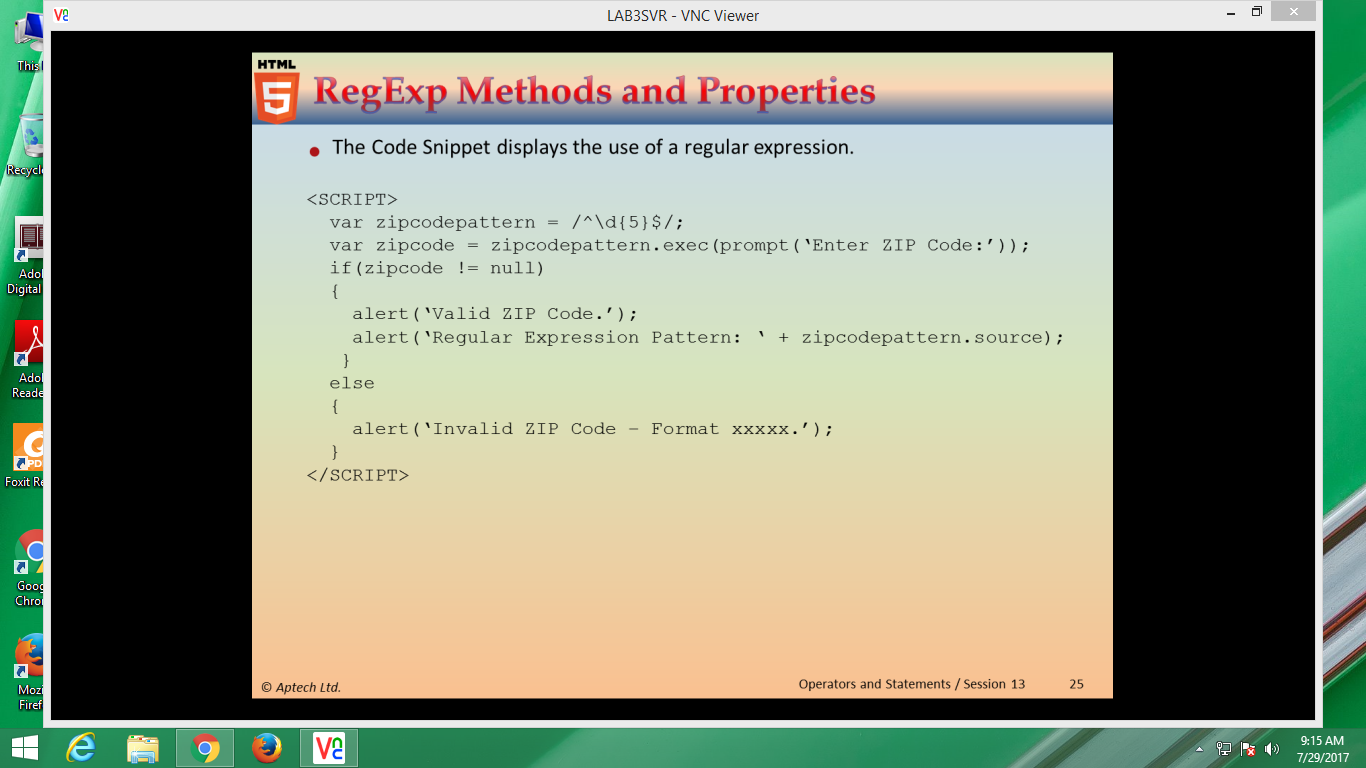 LAB3SVR - VNC Viewer
This
Recycle
Adol
Digital
Adol
Reade
Foxit Re
Goog
Chron
Mozi
Firef
HTML
5
RegExp Methods and Properties
The Code Snippet displays the use of a regular expression.
<SCRIPT>
var zipcodepattern = /^\d{5}$/;
var zipcode = zipcodepattern.exec(prompt(‘Enter ZIP Code:’));
if(zipcode != null)
{
alert(‘Valid ZIP Code.’);
alert(‘Regular Expression Pattern: ‘ + zipcodepattern.source);
}
else
{
alert(‘Invalid ZIP Code – Format xxxxx.’);
}
</SCRIPT>
© Aptech Ltd.
Operators and Statements / Session 13
25
9:15 AM
7/29/2017